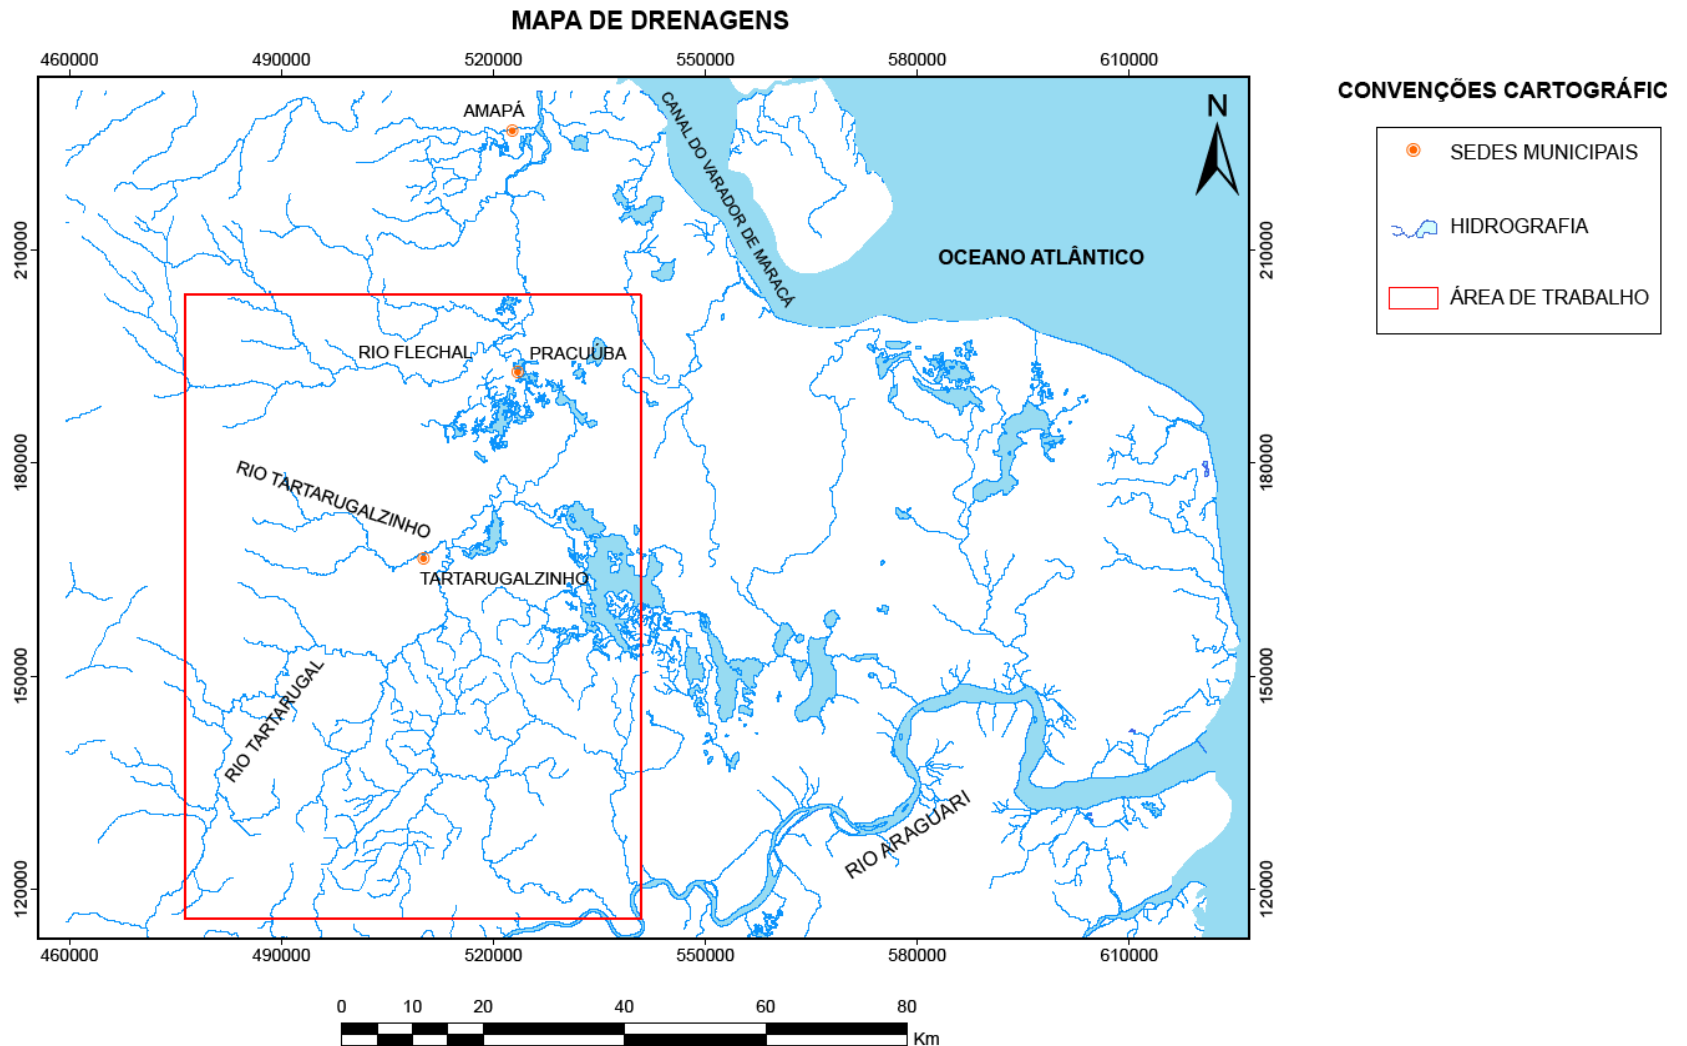 MAPA DE DRENAGENS
460000 490000 520000 550000 580000 610000
CONVENÇÕES CARTOGRÁFIC
SEDES MUNICIPAIS
HIDROGRAFIA
ÁREA DE TRABALHO
N
AMAPÁ
CANAL DO VARADOR DE MARACÁ
OCEANO ATLÂNTICO
210000
210000
RIO FLECHAL
PRACUÚBA
180000
180000
RIO TARTARUGALZINHO
TARTARUGALZINHO
150000
150000
RIO TARTARUGAL
RIO ARAGUARI
120000
120000
460000 490000 520000 550000 580000 610000
0 10 20 40 60 80
Km